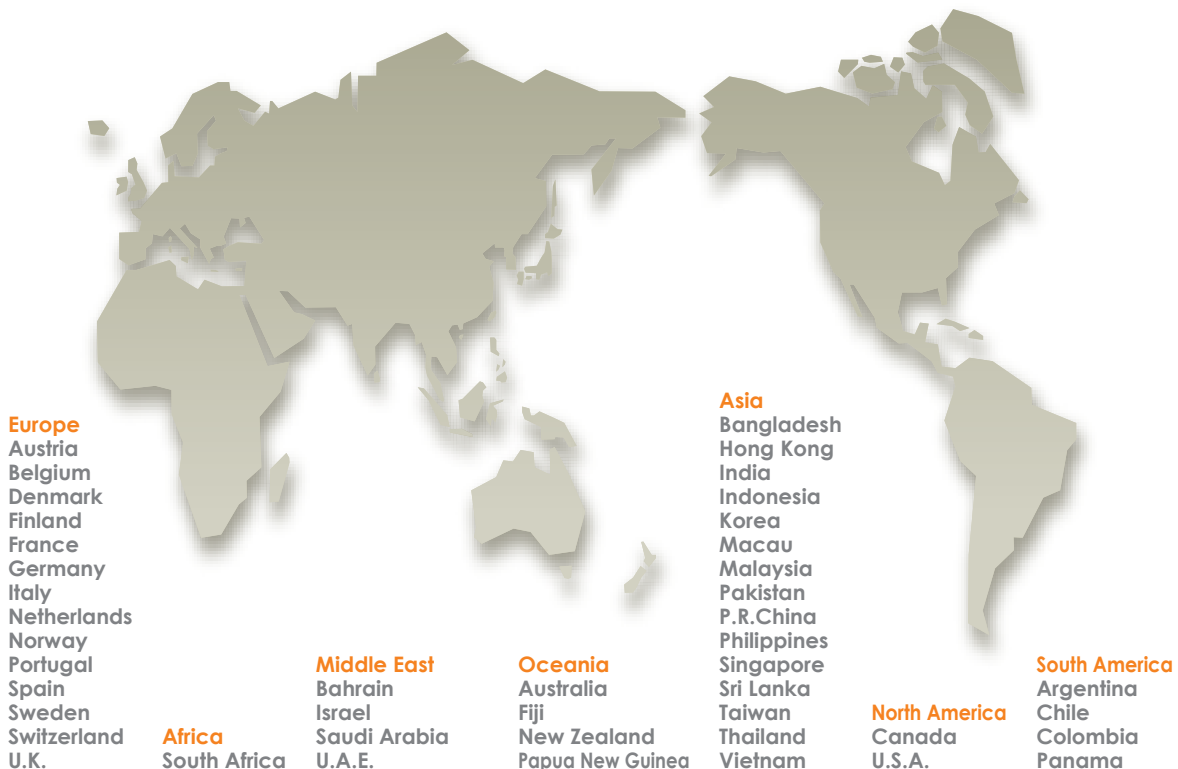 Europe
Austria
Belgium
Denmark
Finland
France
Germany
Italy
Netherlands
Norway
Portugal
Spain
Sweden
Switzerland
U.K.
Africa
South Africa
Middle East
Bahrain
Israel
Saudi Arabia
U.A.E.
Oceania
Australia
Fiji
New Zealand
Papua New Guinea
Asia
Bangladesh
Hong Kong
India
Indonesia
Korea
Macau
Malaysia
Pakistan
P.R.China
Philippines
Singapore
Sri Lanka
Taiwan
Thailand
Vietnam
North America
Canada
U.S.A.
South America
Argentina
Chile
Colombia
Panama